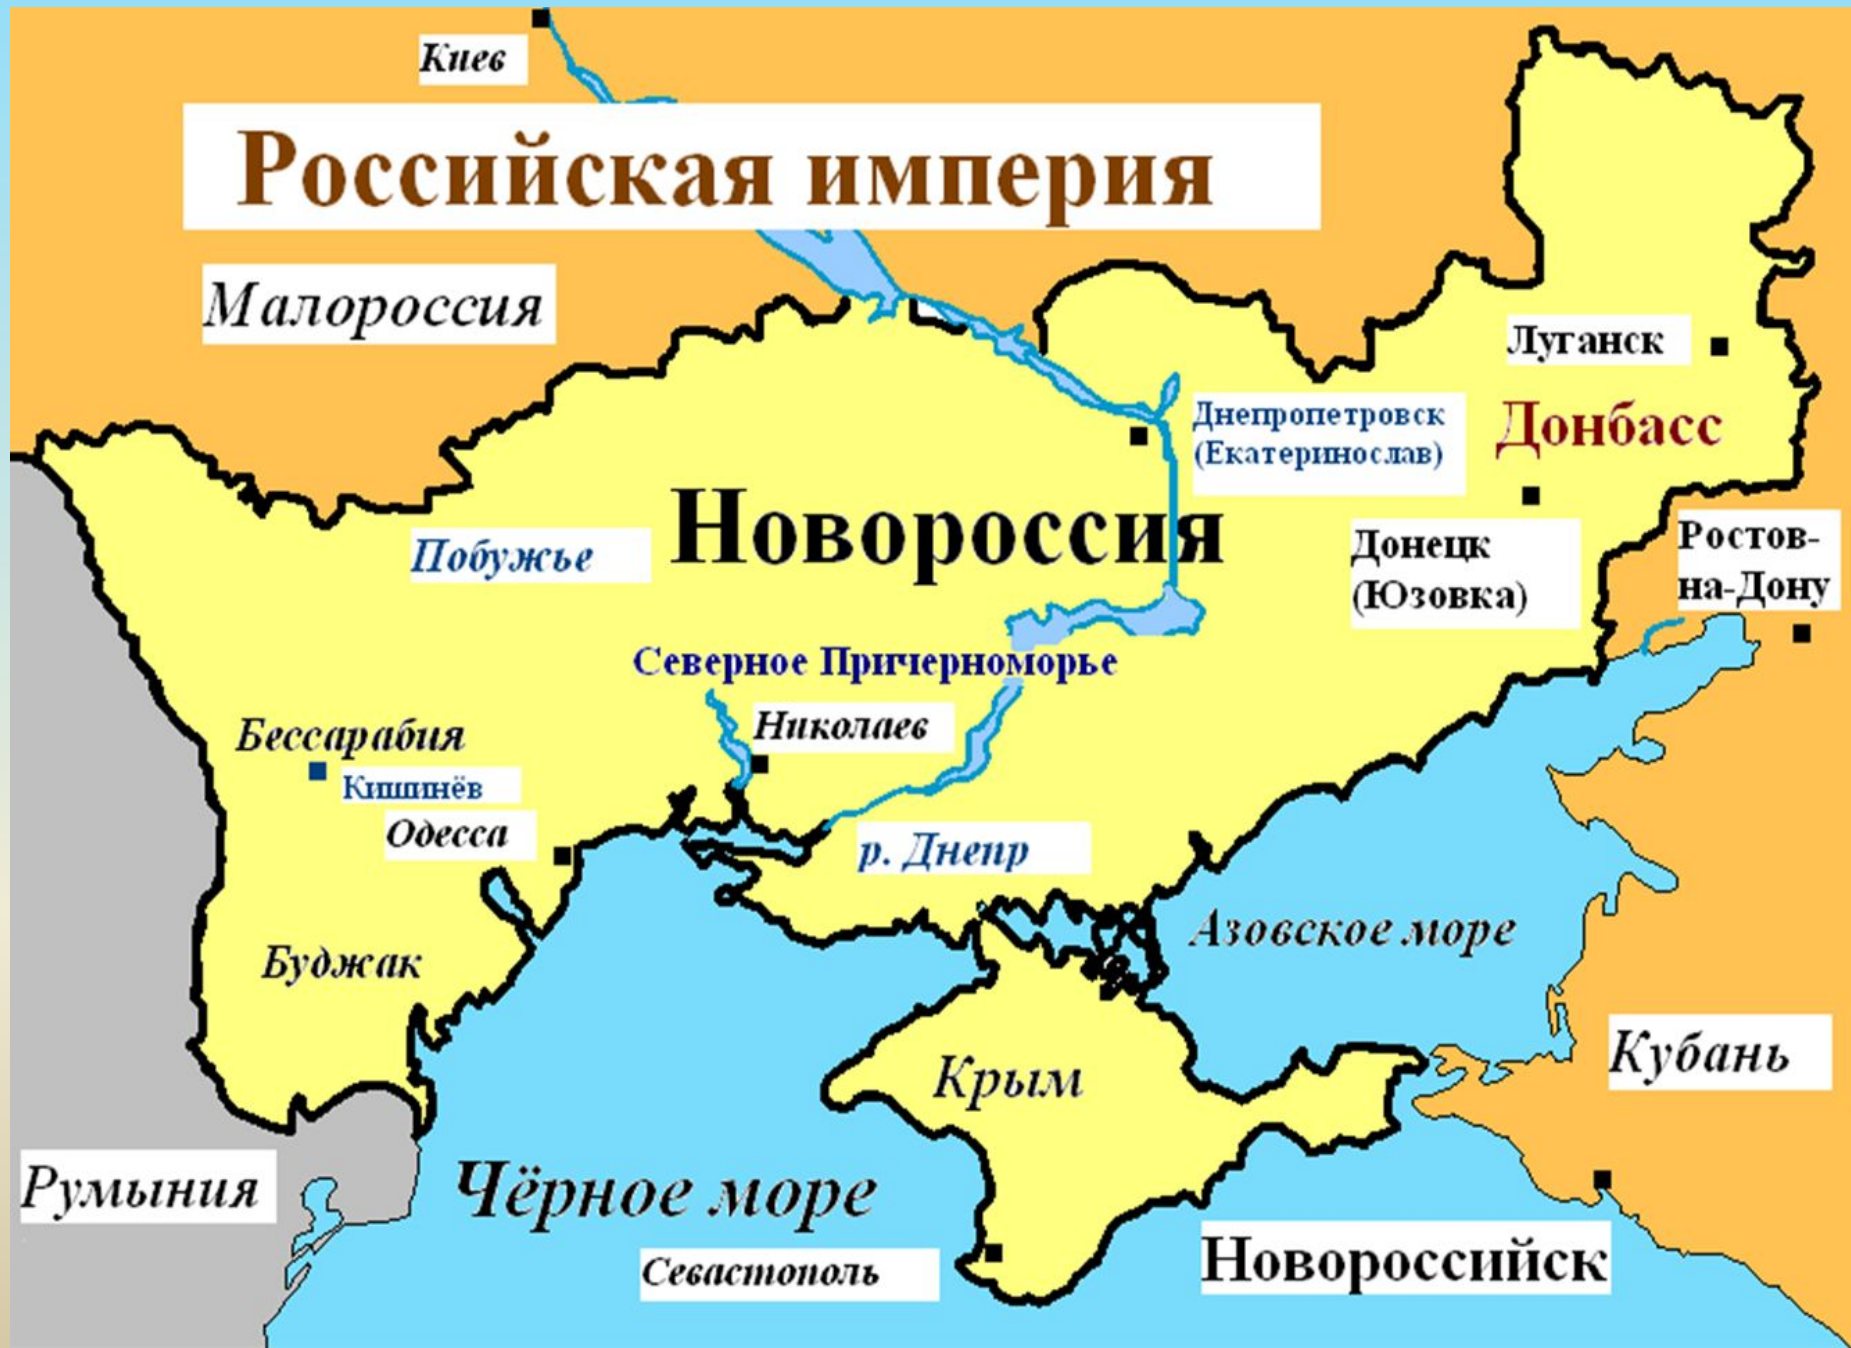 Киев
Российская империя
Малороссия
Луганск
Днепропетровск
(Екатеринослав)
Донбасс
Новороссия
Побужье
Донецк
(Юзовка)
Ростов-
на-Дону
Северное Причерноморье
Николаев
Бессарабия
Кишинёв
Одесса
р. Днепр
Азовское море
Буджак
Крым
Кубань
Румыния
Чёрное море
Севастополь
Новороссийск